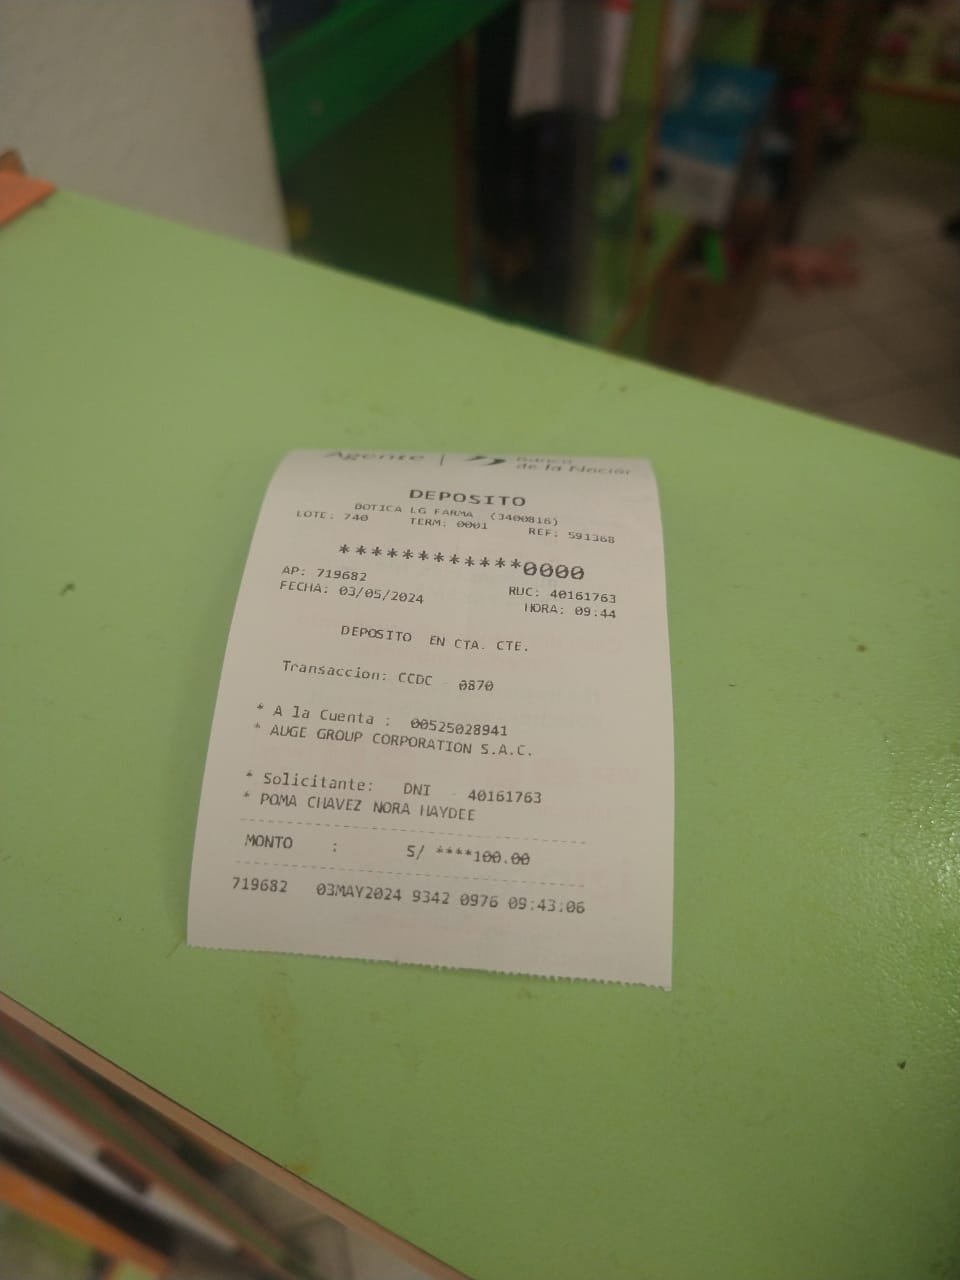 Agente | Banco
de la Nación
DEPOSITO
BOTICA LG FARMA (3400816)
LOTE: 740 TERM: 0001 REF: 591368
************0000
AP: 719682 RUC: 40161763
FECHA: 03/05/2024 HORA: 09:44
DEPOSITO EN CTA. CTE.
Transaccion: CCDC - 0870
* A la Cuenta : 00525028941
* AUGE GROUP CORPORATION S.A.C.
* Solicitante: DNI - 40161763
* POMA CHAVEZ NORA HAYDEE
MONTO : S/ ****100.00
719682 03MAY2024 9342 0976 09:43:06